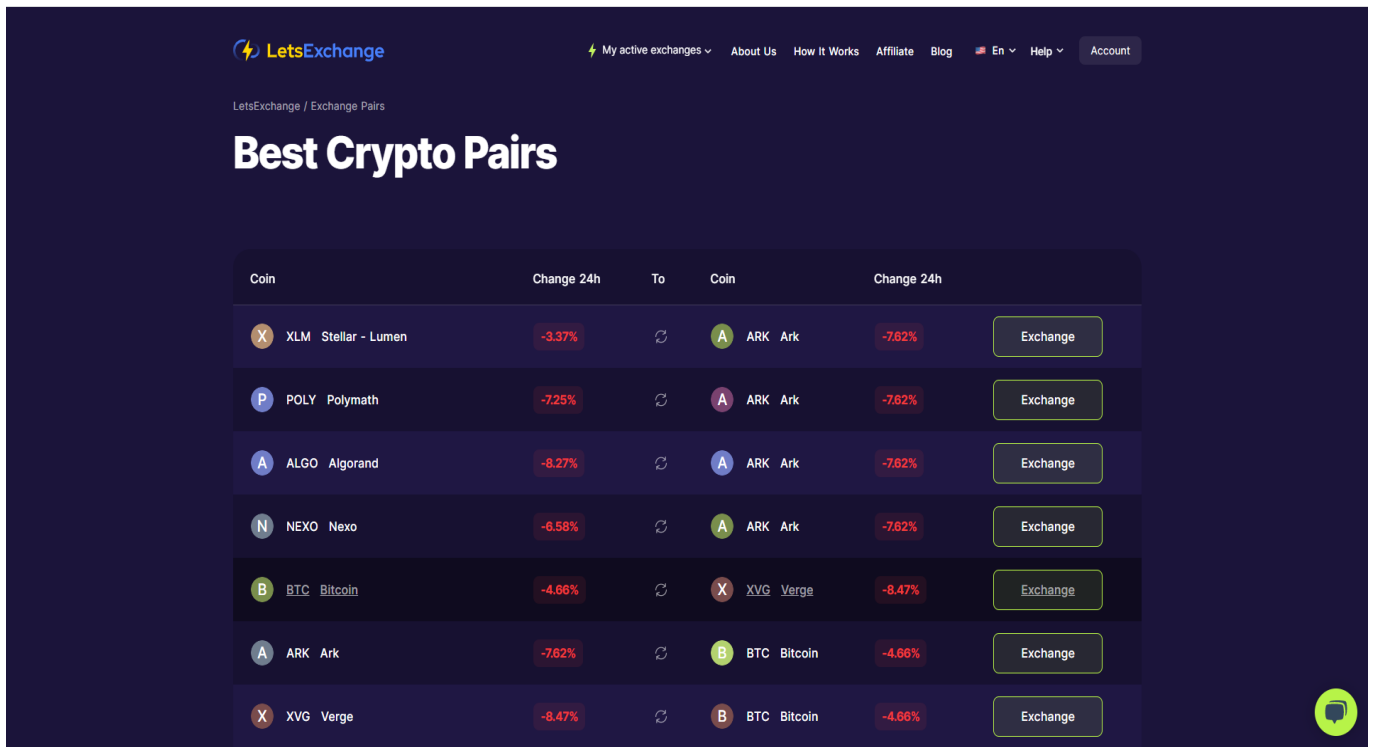 LetsExchange My active exchanges About Us How It Works Affiliate Blog En Help Account
LetsExchange / Exchange Pairs
Best Crypto Pairs
Coin Change 24h To Coin Change 24h
X XLM Stellar - Lumen -3.37% A ARK Ark -7.62% Exchange
P POLY Polymath -7.25% A ARK Ark -7.62% Exchange
A ALGO Algorand -8.27% A ARK Ark -7.62% Exchange
N NEXO Nexo -6.58% A ARK Ark -7.62% Exchange
B BTC Bitcoin -4.66% X XVG Verge -8.47% Exchange
A ARK Ark -7.62% B BTC Bitcoin -4.66% Exchange
X XVG Verge -8.47% B BTC Bitcoin -4.66% Exchange